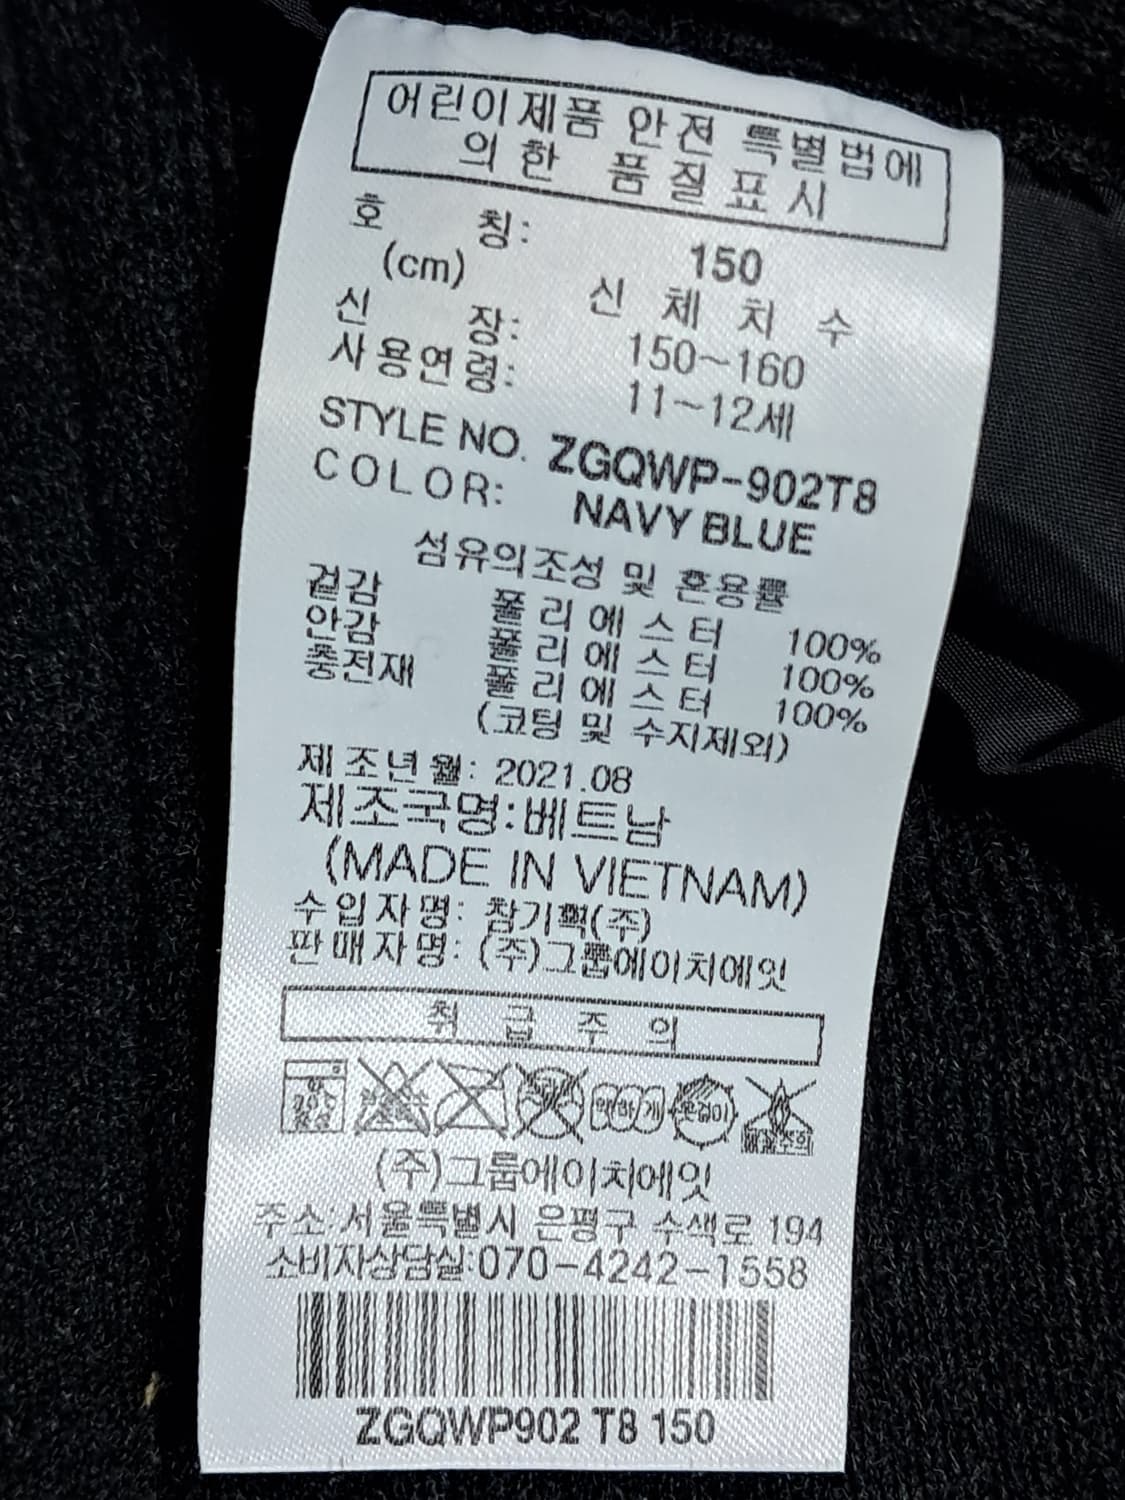 어린이제품 안전 특별법에
의한 품질표시
호 칭: 150
(cm) 신체치수
신 장: 150~160
사용연령: 11~12세
STYLE NO. ZGQWP-902T8
COLOR: NAVY BLUE
섬유의조성 및 혼용률
겉감 폴리에스터 100%
안감 폴리에스터 100%
충전재 폴리에스터 100%
(코팅 및 수지제외)
제조년월: 2021.08
제조국명:베트남
(MADE IN VIETNAM)
수입자명: 참기획(주)
판매자명: (주)그룹에이치에잇
취급주의
약하게 옷걸이
(주)그룹에이치에잇
주소:서울특별시 은평구 수색로 194
소비자상담실:070-4242-1558
ZGQWP902 T8 150